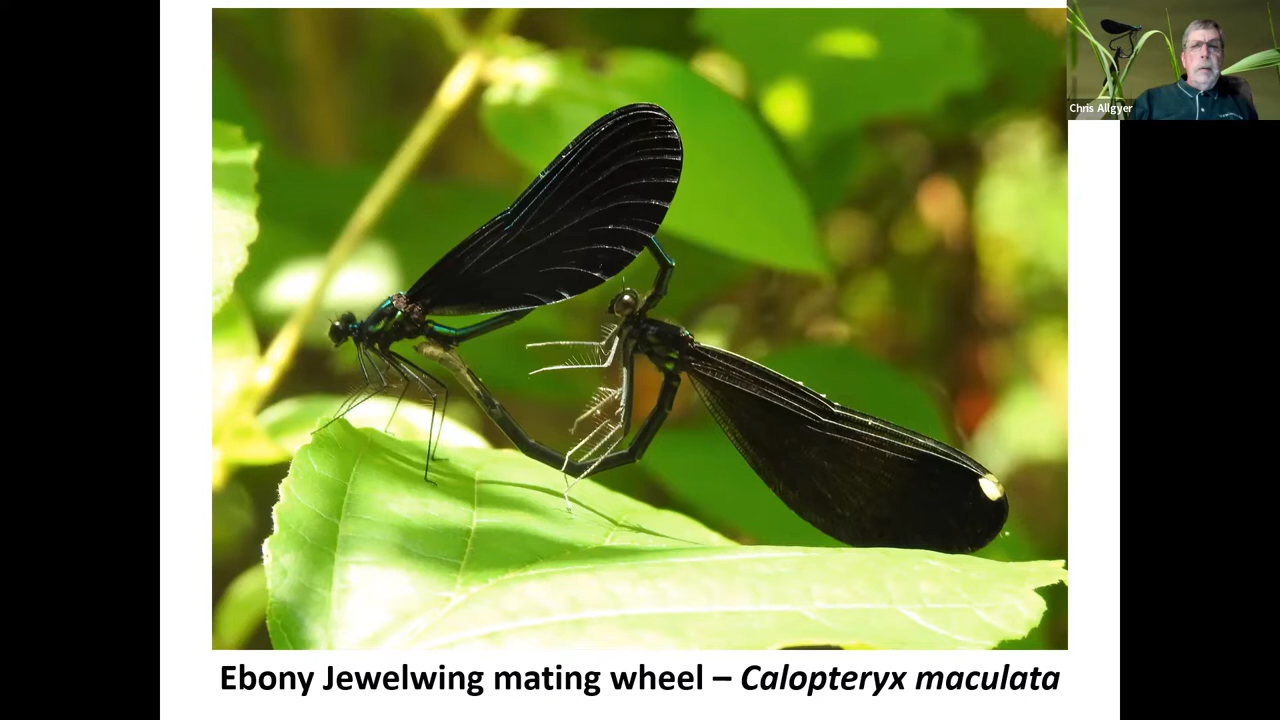 Chris Allgyer
Ebony Jewelwing mating wheel – Calopteryx maculata